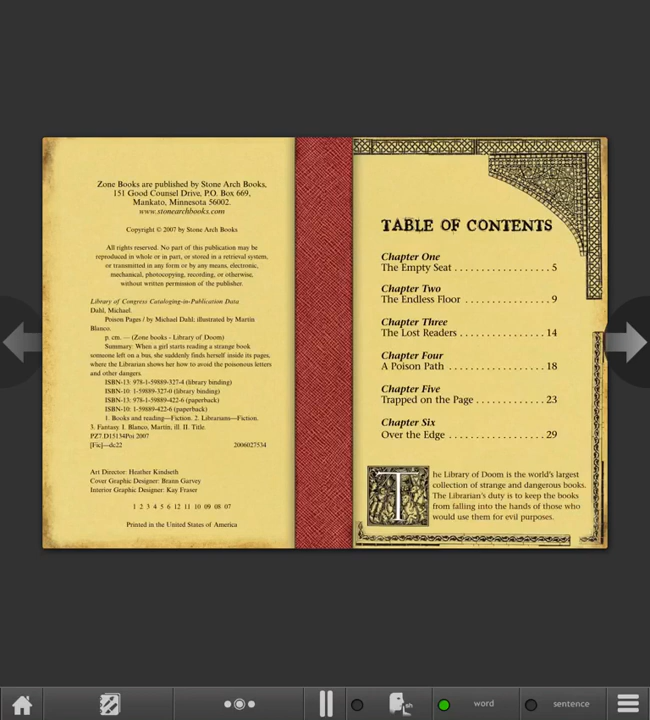 Zone Books are published by Stone Arch Books,
151 Good Counsel Drive, P.O. Box 669,
Mankato, Minnesota 56002.
www.stonearchbooks.com
Copyright © 2007 by Stone Arch Books
All rights reserved. No part of this publication may be
reproduced in whole or in part, or stored in a retrieval system,
or transmitted in any form or by any means, electronic,
mechanical, photocopying, recording, or otherwise,
without written permission of the publisher.
Library of Congress Cataloging-in-Publication Data
Dahl, Michael.
Poison Pages / by Michael Dahl; illustrated by Martin
Blanco.
p. cm. — (Zone books - Library of Doom)
Summary: When a girl starts reading a strange book
someone left on a bus, she suddenly finds herself inside its pages,
where the Librarian shows her how to avoid the poisonous letters
and other dangers.
ISBN-13: 978-1-59889-327-4 (library binding)
ISBN-10: 1-59889-327-0 (library binding)
ISBN-13: 978-1-59889-422-6 (paperback)
ISBN-10: 1-59889-422-6 (paperback)
1. Books and reading—Fiction. 2. Librarians—Fiction.
3. Fantasy. I. Blanco, Martin, ill. II. Title.
PZ7.D15134Poi 2007
[Fic]—dc22 2006027534
Art Director: Heather Kindseth
Cover Graphic Designer: Brann Garvey
Interior Graphic Designer: Kay Fraser
1 2 3 4 5 6 12 11 10 09 08 07
Printed in the United States of America
TABLE OF CONTENTS
Chapter One
The Empty Seat . . . . . . . . . . . . . . . . . . 5
Chapter Two
The Endless Floor . . . . . . . . . . . . . . . . 9
Chapter Three
The Lost Readers . . . . . . . . . . . . . . . . 14
Chapter Four
A Poison Path . . . . . . . . . . . . . . . . . . . 18
Chapter Five
Trapped on the Page . . . . . . . . . . . . . 23
Chapter Six
Over the Edge . . . . . . . . . . . . . . . . . . 29
The Library of Doom is the world's largest
collection of strange and dangerous books.
The Librarian's duty is to keep the books
from falling into the hands of those who
would use them for evil purposes.
word sentence